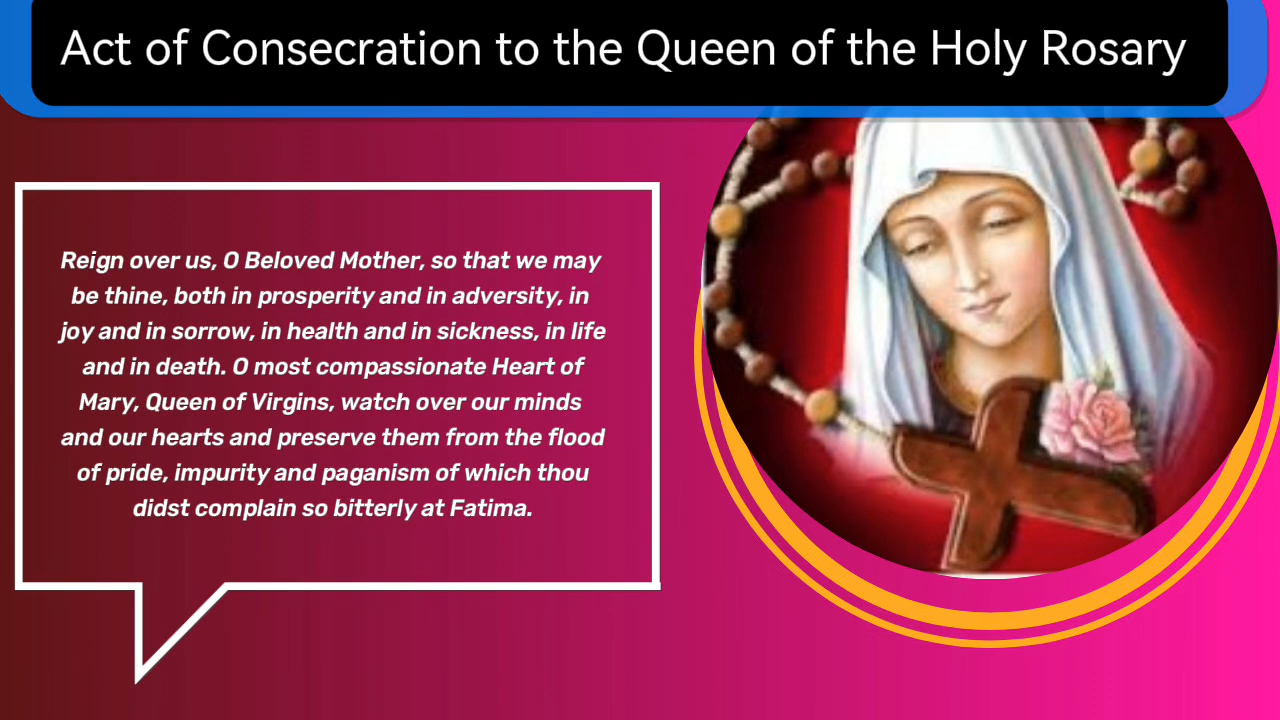 Act of Consecration to the Queen of the Holy Rosary
Reign over us, O Beloved Mother, so that we may
be thine, both in prosperity and in adversity, in
joy and in sorrow, in health and in sickness, in life
and in death. O most compassionate Heart of
Mary, Queen of Virgins, watch over our minds
and our hearts and preserve them from the flood
of pride, impurity and paganism of which thou
didst complain so bitterly at Fatima.